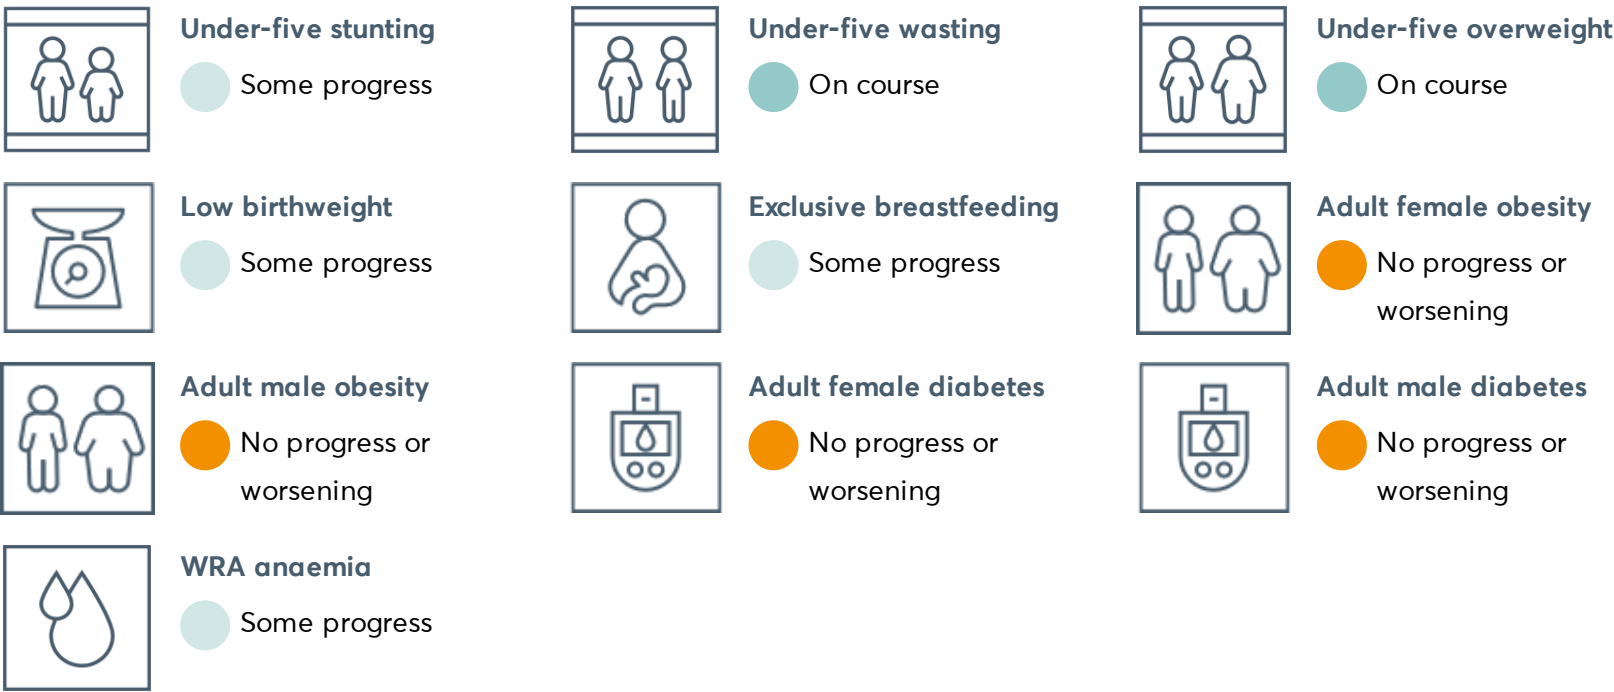 Under-five stunting
Some progress
Under-five wasting
On course
Under-five overweight
On course
Low birthweight
Some progress
Exclusive breastfeeding
Some progress
Adult female obesity
No progress or
worsening
Adult male obesity
No progress or
worsening
Adult female diabetes
No progress or
worsening
Adult male diabetes
No progress or
worsening
WRA anaemia
Some progress